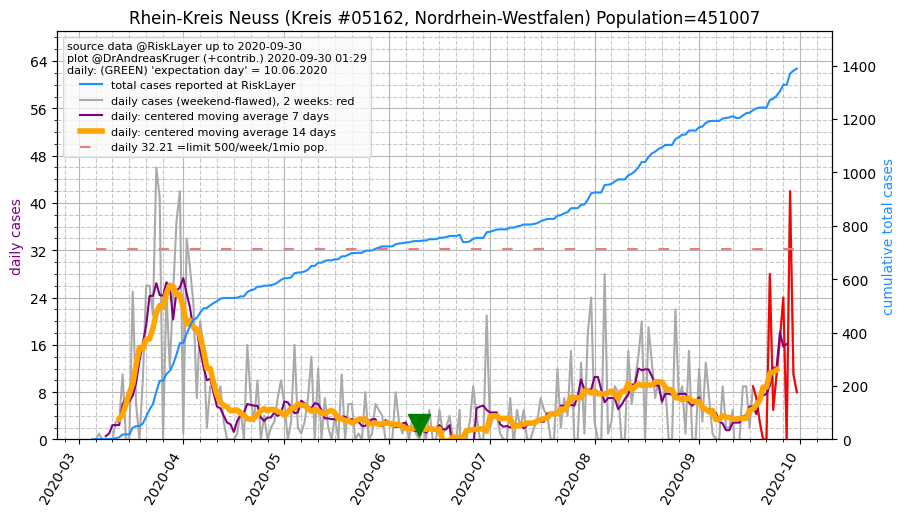 Rhein-Kreis Neuss (Kreis #05162, Nordrhein-Westfalen) Population=451007
source data @RiskLayer up to 2020-09-30
plot @DrAndreasKruger (+contrib.) 2020-09-30 01:29
daily: (GREEN) 'expectation day' = 10.06.2020
total cases reported at RiskLayer
daily cases (weekend-flawed), 2 weeks: red
daily: centered moving average 7 days
daily: centered moving average 14 days
daily 32.21 =limit 500/week/1mio pop.
daily cases
64
56
48
40
32
24
16
8
0
cumulative total cases
1400
1200
1000
800
600
400
200
0
2020-03
2020-04
2020-05
2020-06
2020-07
2020-08
2020-09
2020-10